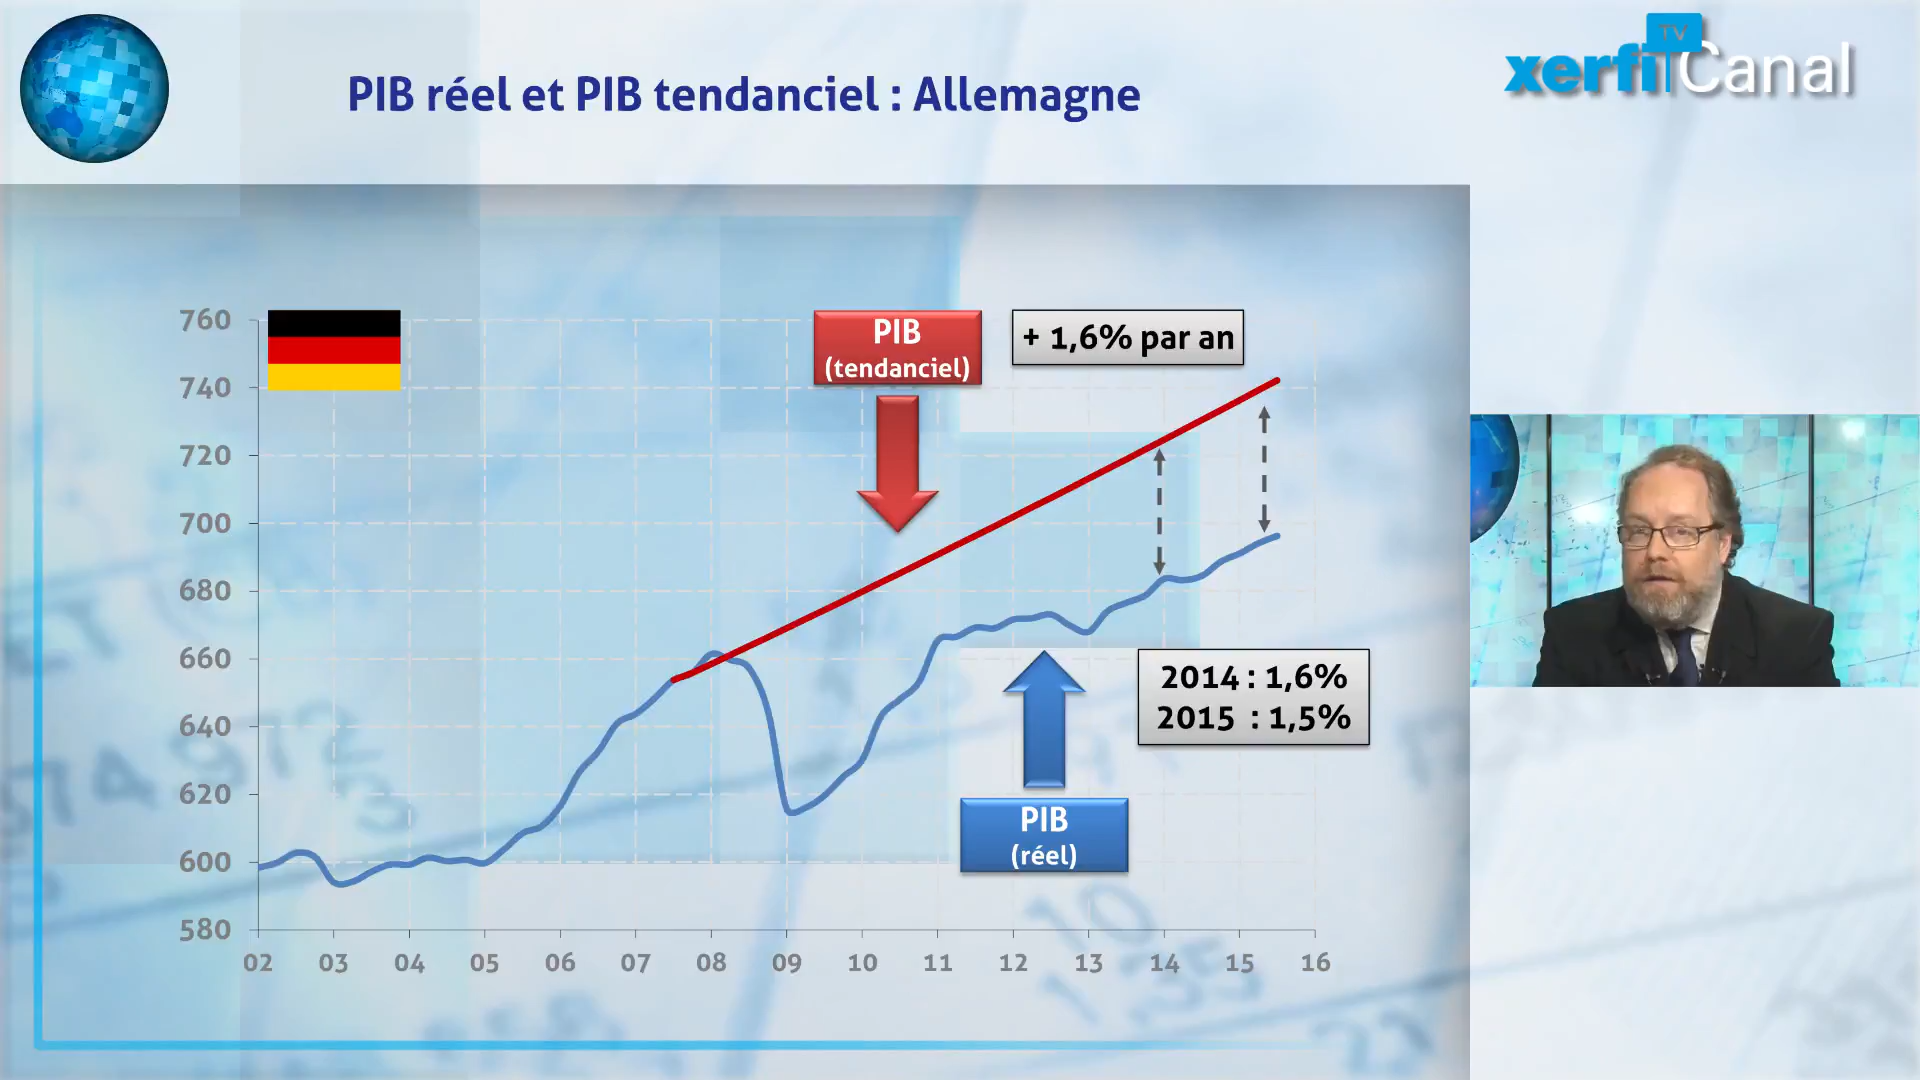 PIB réel et PIB tendanciel : Allemagne
xerfi TV Canal
760
740
720
700
680
660
640
620
600
580
02 03 04 05 06 07 08 09 10 11 12 13 14 15 16
PIB
(tendanciel)
+ 1,6% par an
2014 : 1,6%
2015 : 1,5%
PIB
(réel)